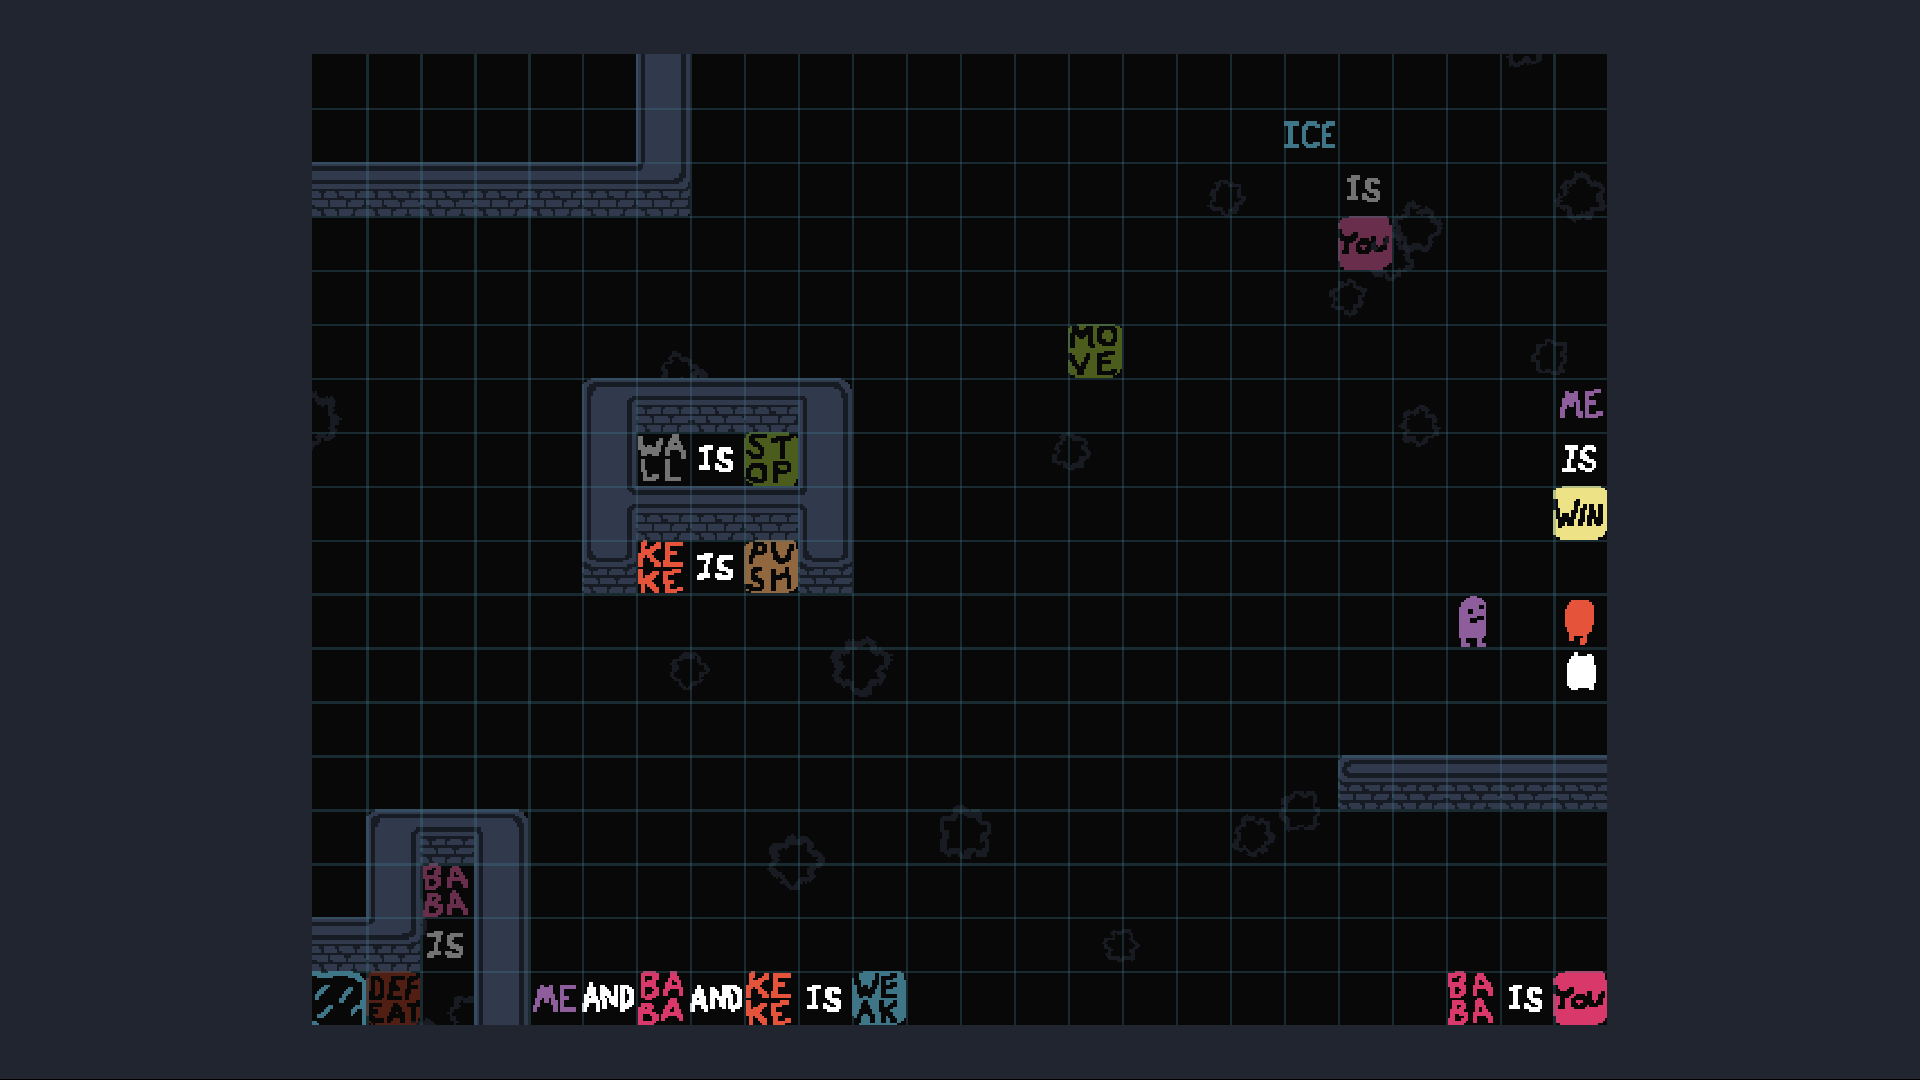 ICE
IS
YOU
MOVE
ME
WALL IS STOP
IS
WIN
KEKE IS PUSH
BABA
IS
DEFEAT
ME AND BABA AND KEKE IS WEAK
BABA IS YOU